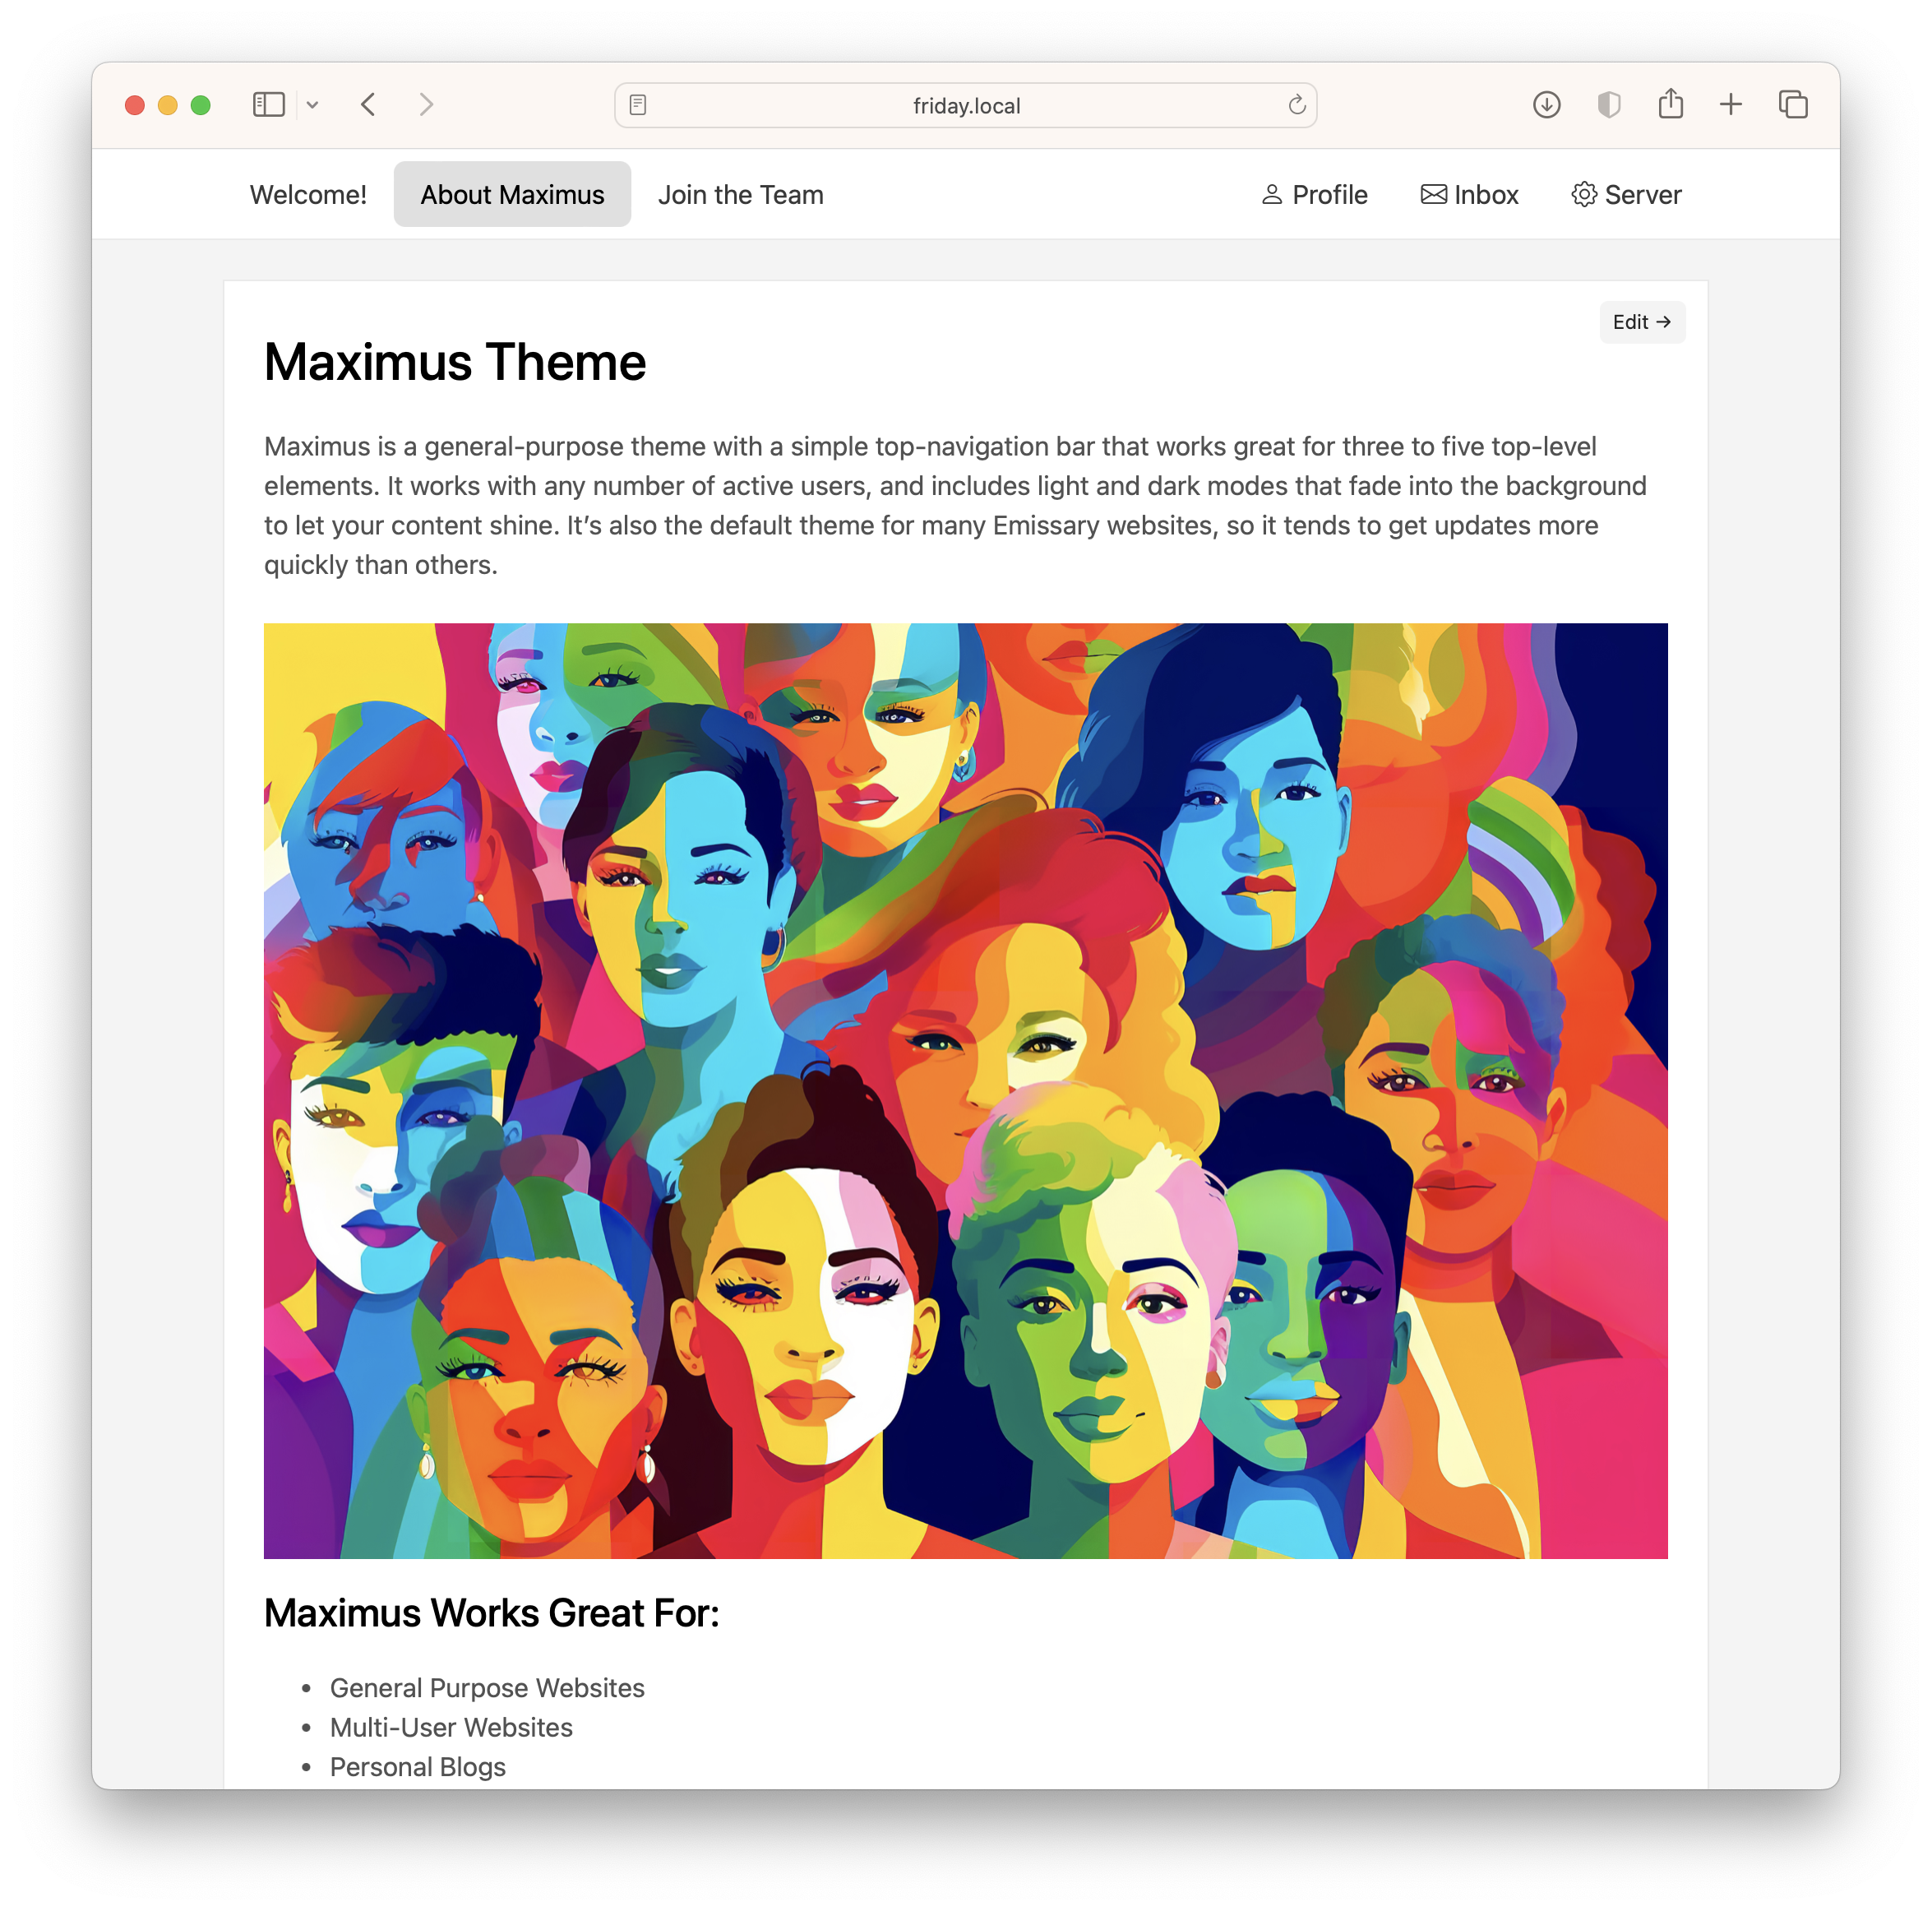 friday.local
Welcome! About Maximus Join the Team Profile Inbox Server
Edit →
Maximus Theme
Maximus is a general-purpose theme with a simple top-navigation bar that works great for three to five top-level
elements. It works with any number of active users, and includes light and dark modes that fade into the background
to let your content shine. It’s also the default theme for many Emissary websites, so it tends to get updates more
quickly than others.
Maximus Works Great For:
• General Purpose Websites
• Multi-User Websites
• Personal Blogs